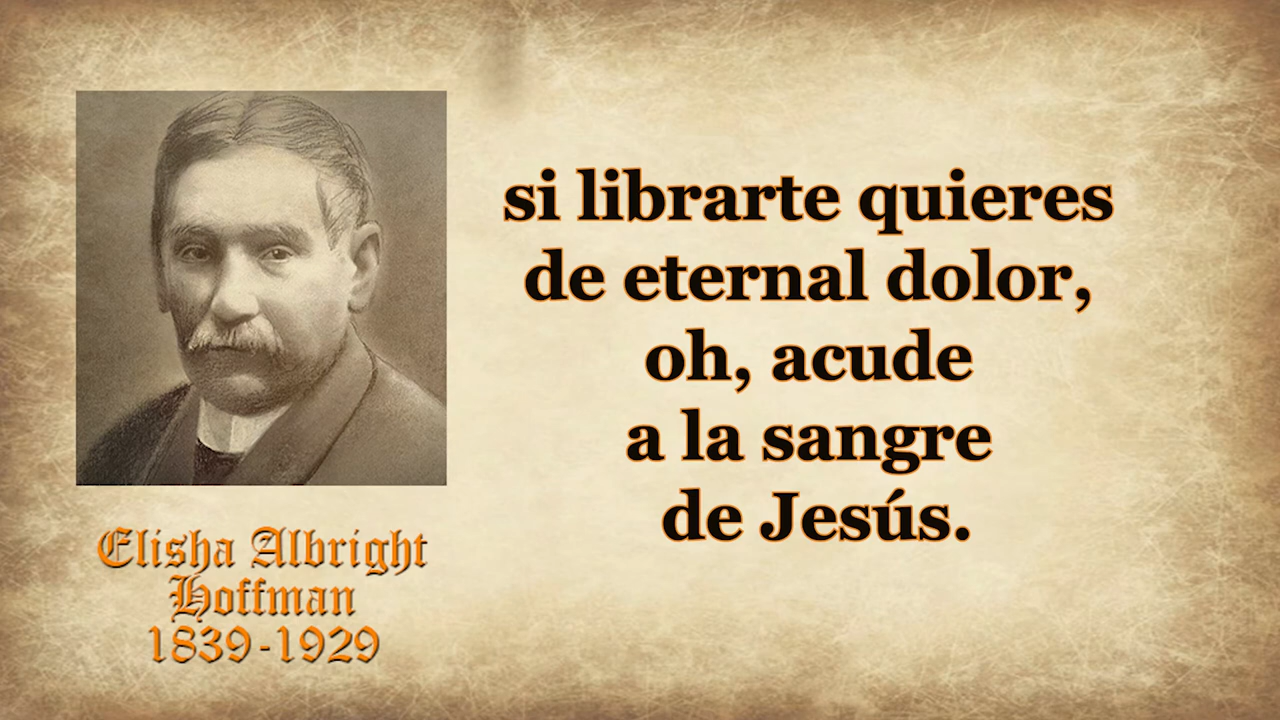 si librarte quieres
de eternal dolor,
oh, acude
a la sangre
de Jesús.
Elisha Albright
Hoffman
1839-1929